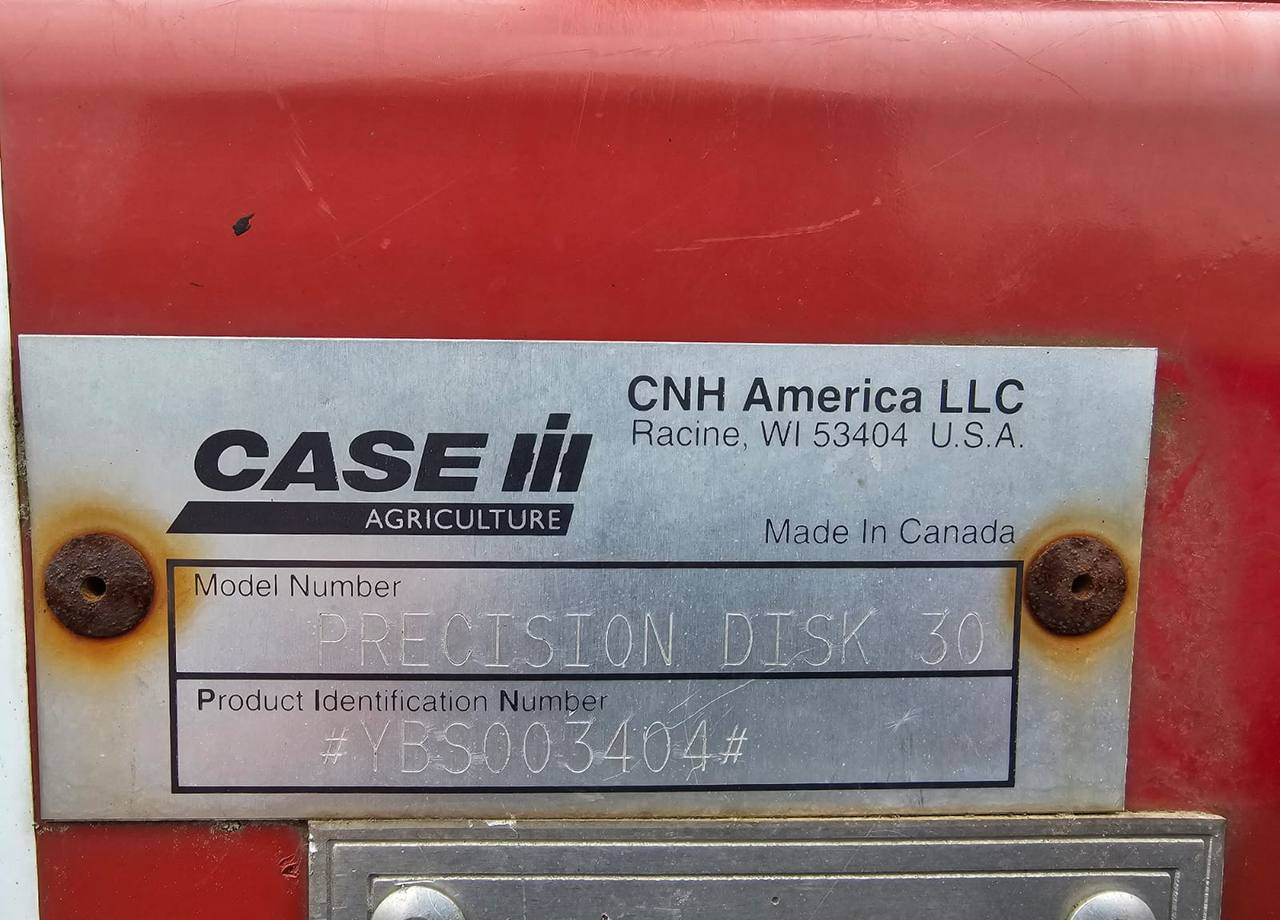 CNH America LLC
Racine, WI 53404 U.S.A.
CASE IH
AGRICULTURE
Made In Canada
Model Number
PRECISION DISK 30
Product Identification Number
#YBS003404#